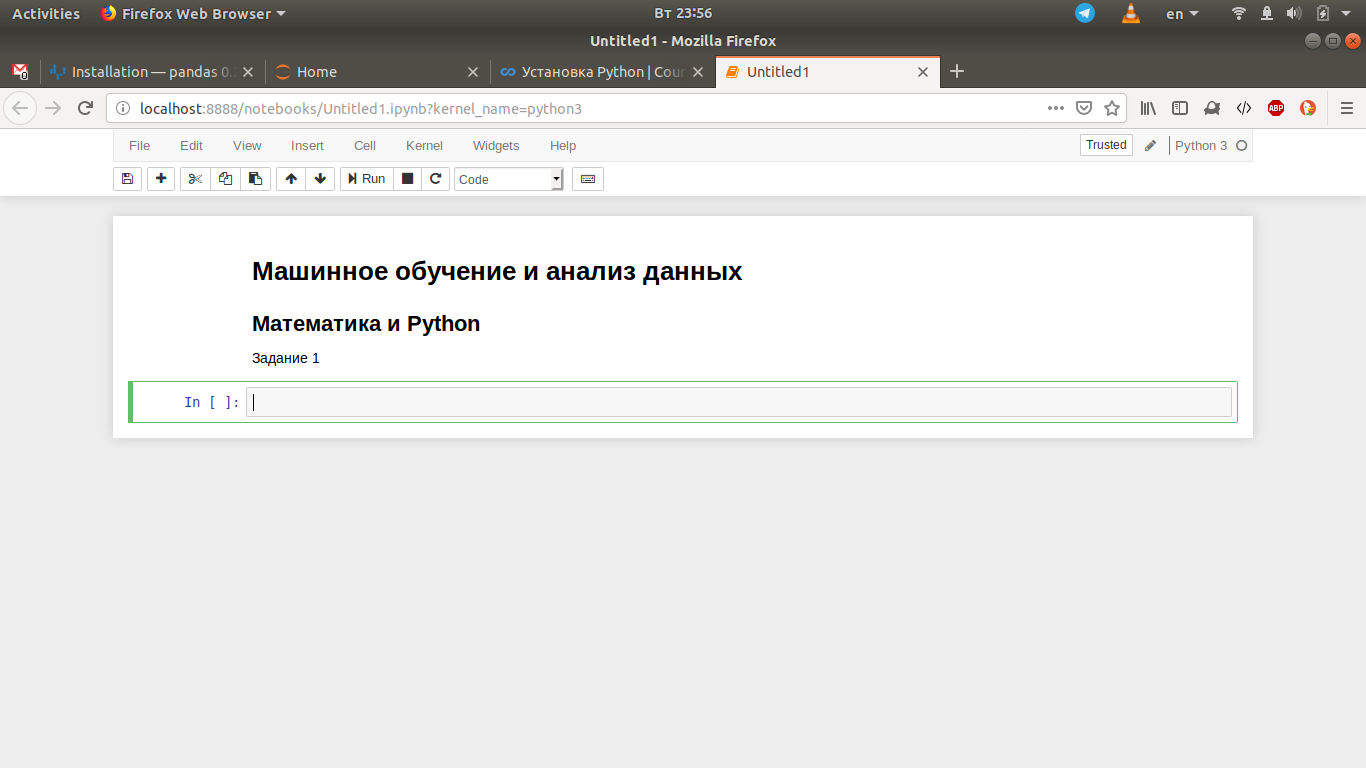 Activities Firefox Web Browser Вт 23:56 en
Untitled1 - Mozilla Firefox
0 Installation — pandas 0. Home Установка Python | Cour Untitled1
localhost:8888/notebooks/Untitled1.ipynb?kernel_name=python3 ABP
File Edit View Insert Cell Kernel Widgets Help Trusted Python 3
Run Code
Машинное обучение и анализ данных
Математика и Python
Задание 1
In [ ]: